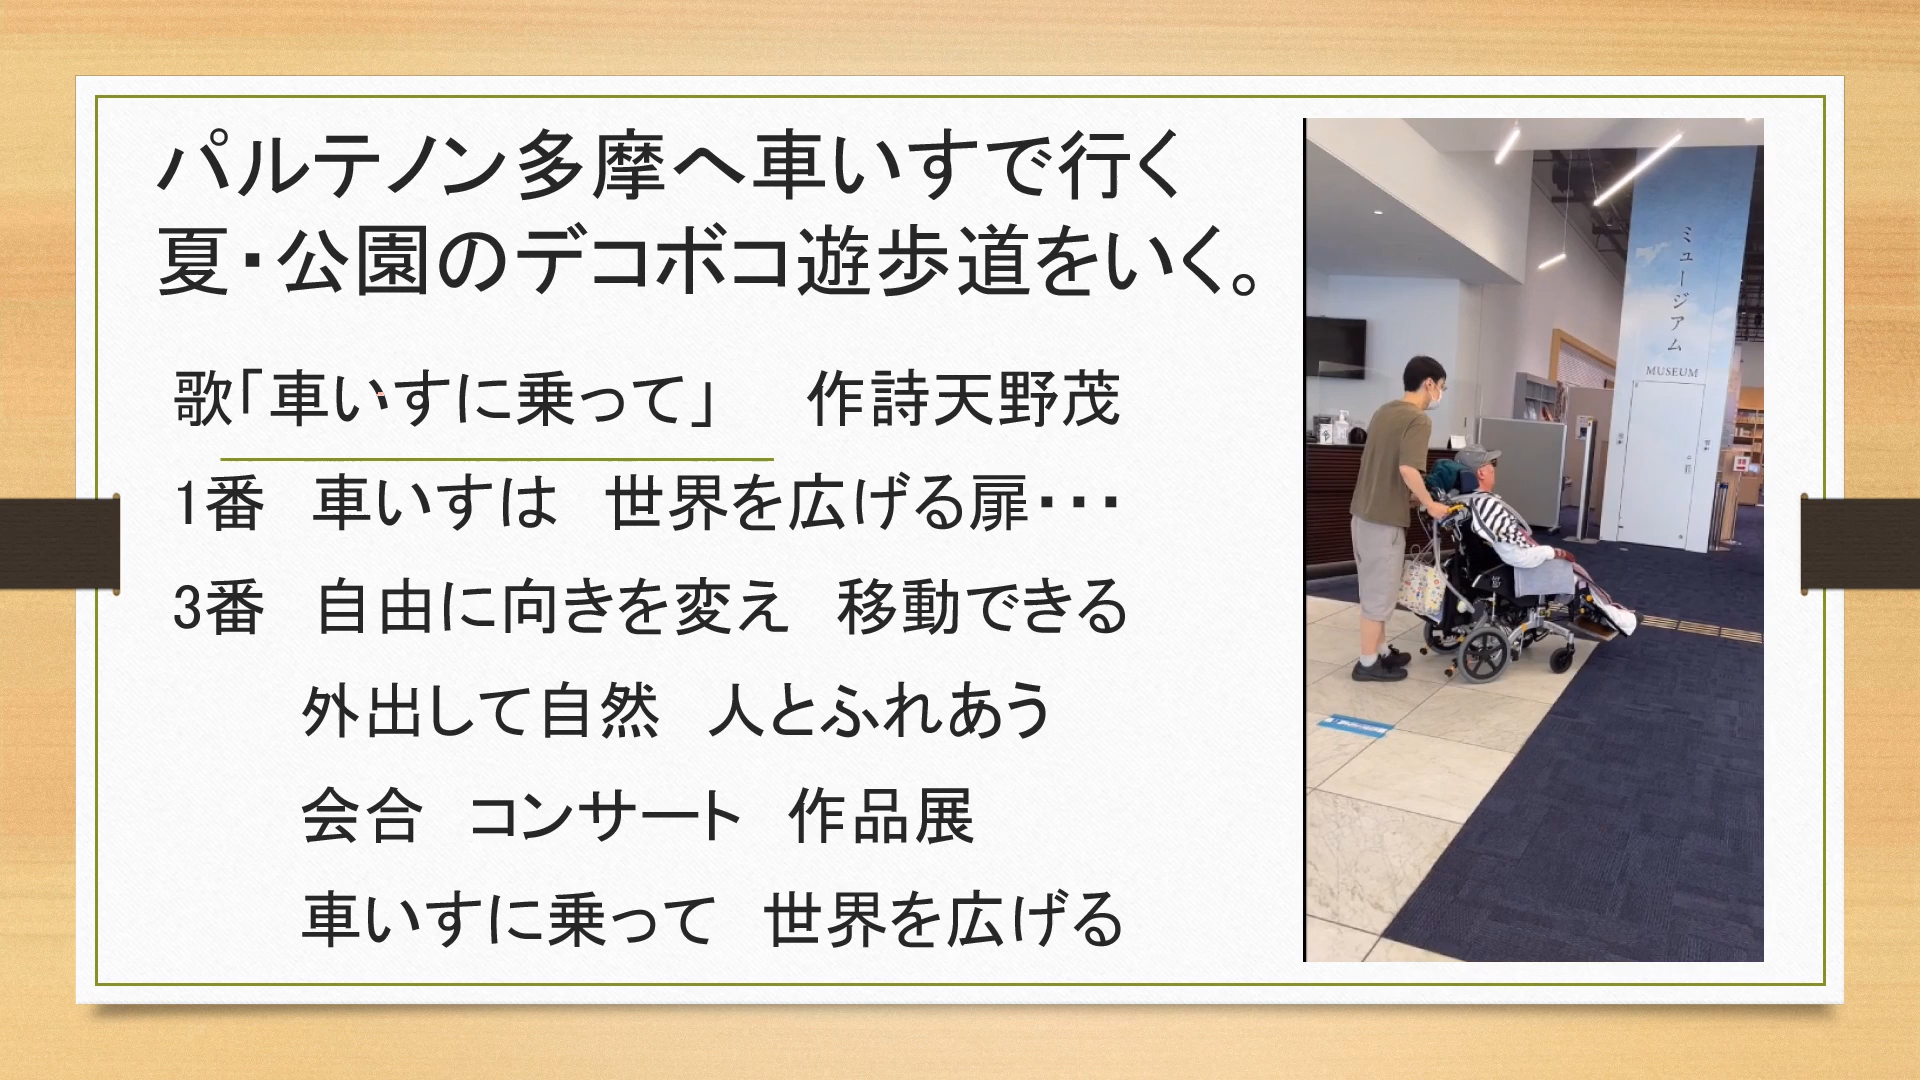 パルテノン多摩へ車いすで行く
夏・公園のデコボコ遊歩道をいく。
歌「車いすに乗って」　作詩天野茂
1番　車いすは　世界を広げる扉・・・
3番　自由に向きを変え　移動できる
外出して自然　人とふれあう
会合　コンサート　作品展
車いすに乗って　世界を広げる
ミュージアム
MUSEUM